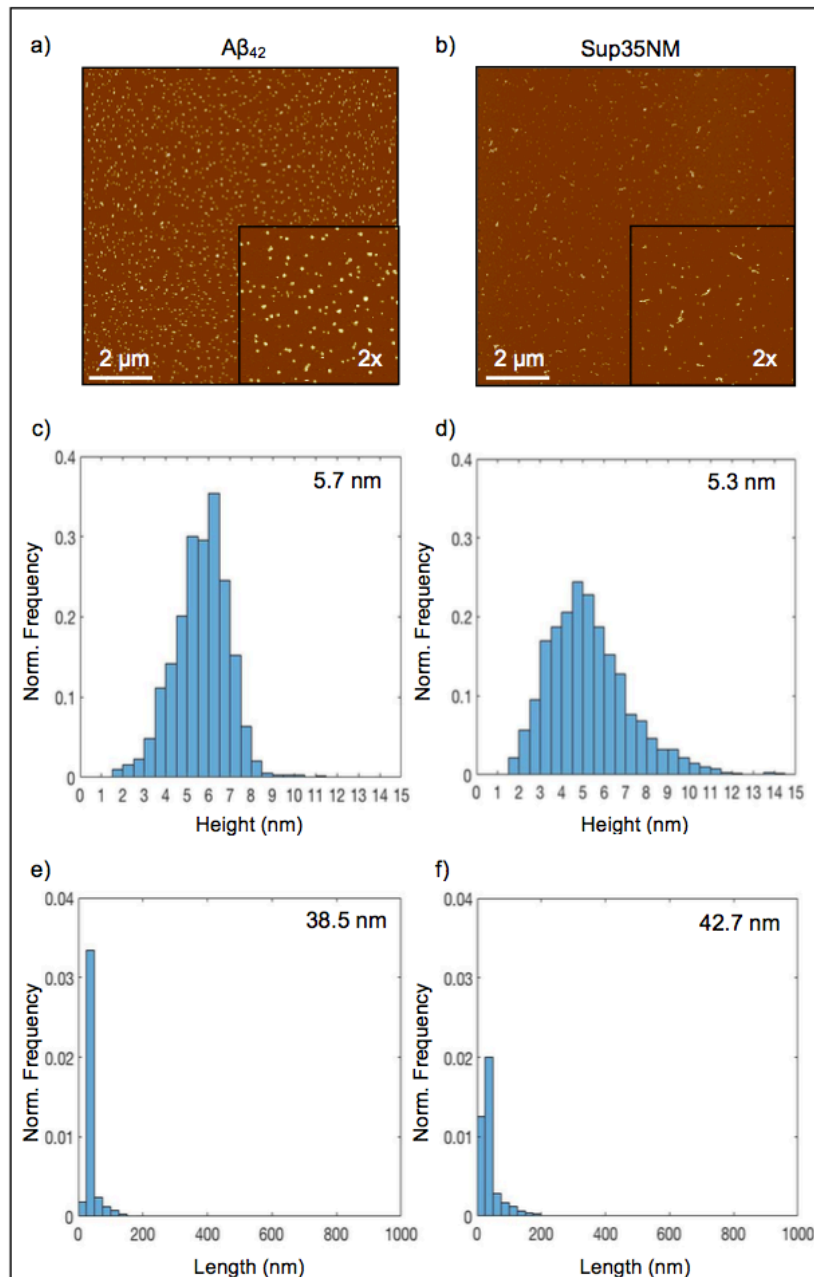 a) Aβ₄₂
b) Sup35NM
2 μm
2x
2 μm
2x
c)
5.7 nm
0.4
0.3
0.2
0.1
0
Norm. Frequency
0 1 2 3 4 5 6 7 8 9 10 11 12 13 14 15
Height (nm)
d)
5.3 nm
0.4
0.3
0.2
0.1
0
Norm. Frequency
0 1 2 3 4 5 6 7 8 9 10 11 12 13 14 15
Height (nm)
e)
38.5 nm
0.04
0.03
0.02
0.01
0
Norm. Frequency
0 200 400 600 800 1000
Length (nm)
f)
42.7 nm
0.04
0.03
0.02
0.01
0
Norm. Frequency
0 200 400 600 800 1000
Length (nm)